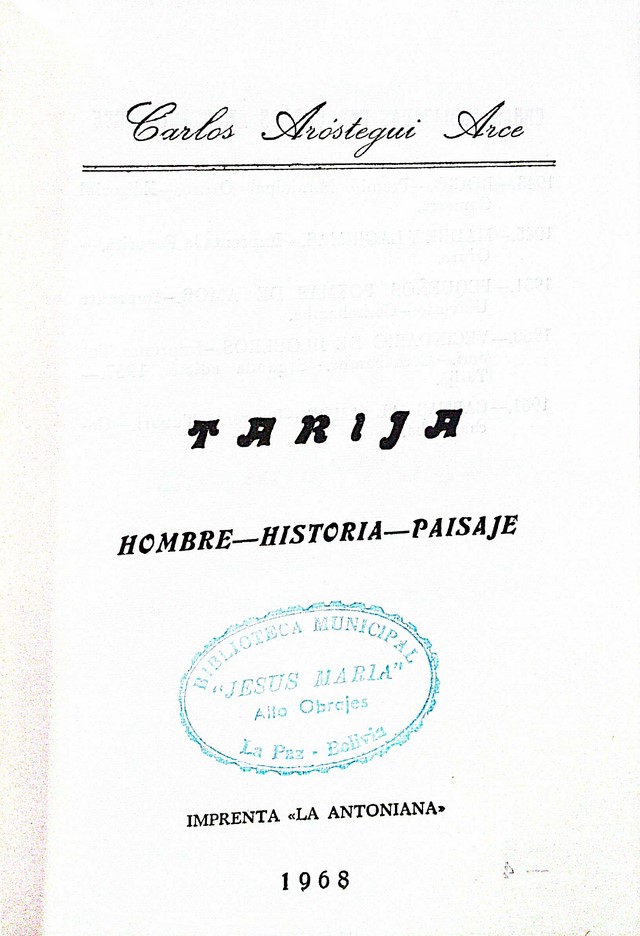 Carlos Aróstegui Arce
TARIJA
HOMBRE—HISTORIA—PAISAJE
BIBLIOTECA MUNICIPAL
"JESUS MARIA"
Alto Obrajes
La Paz - Bolivia
IMPRENTA «LA ANTONIANA»
1968